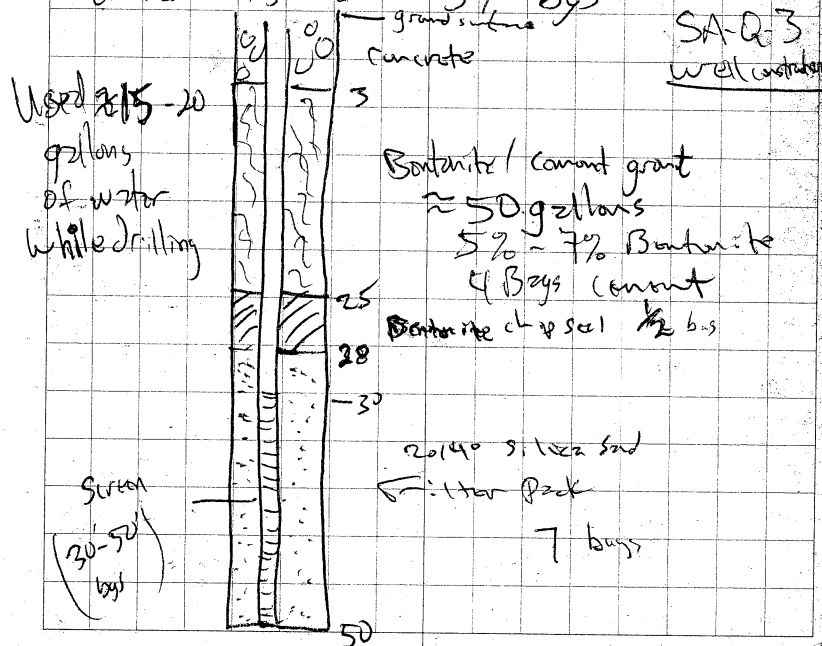 ground surface
SA-Q-3
Well construction
concrete
3
Used ≈15-20
gallons
of water
while drilling
Bentonite/cement grout
≈50 gallons
5% - 7% Bentonite
4 Bags cement
25
Bentonite chip seal 1/2 bag
28
30
20/40 silica sand
Filter pack
7 bags
Screen
(30'-50'
bgs)
50